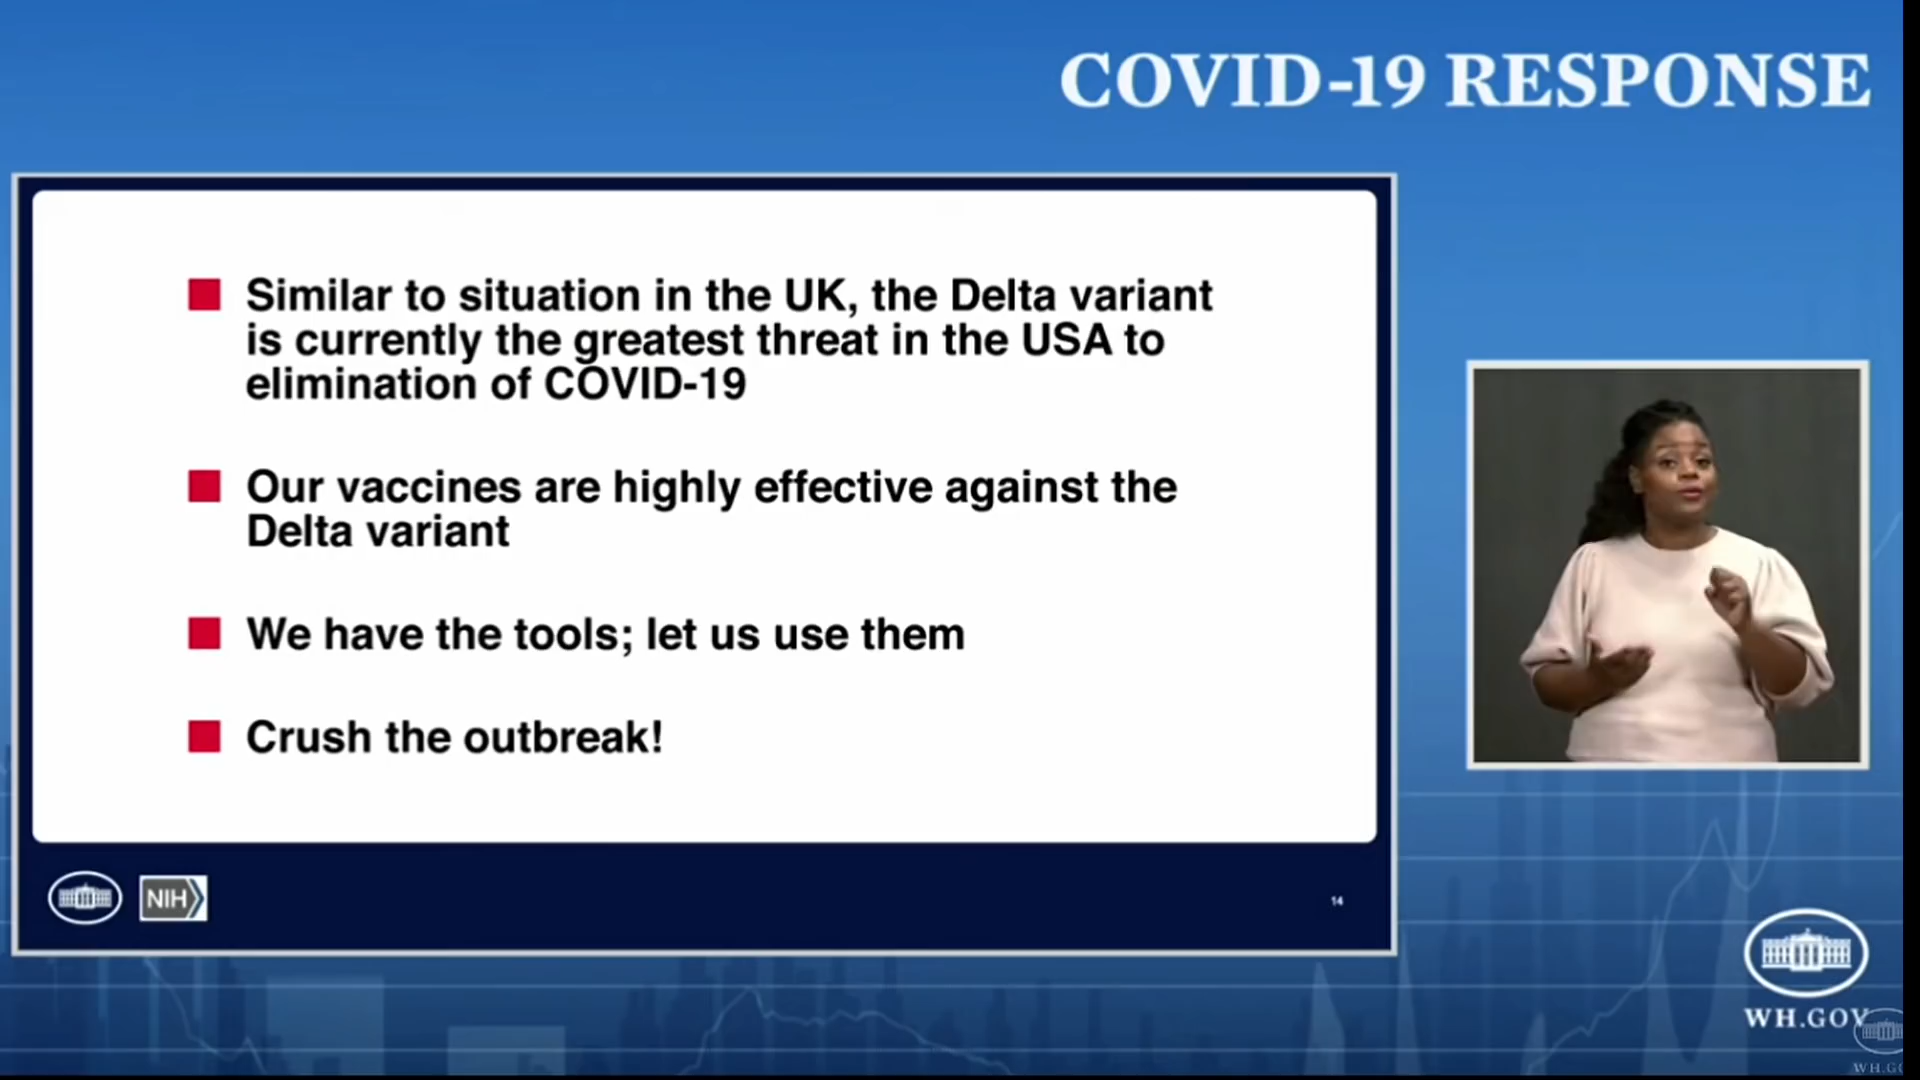 COVID-19 RESPONSE
Similar to situation in the UK, the Delta variant
is currently the greatest threat in the USA to
elimination of COVID-19
Our vaccines are highly effective against the
Delta variant
We have the tools; let us use them
Crush the outbreak!
NIH
14
WH.GOV
WH.GO